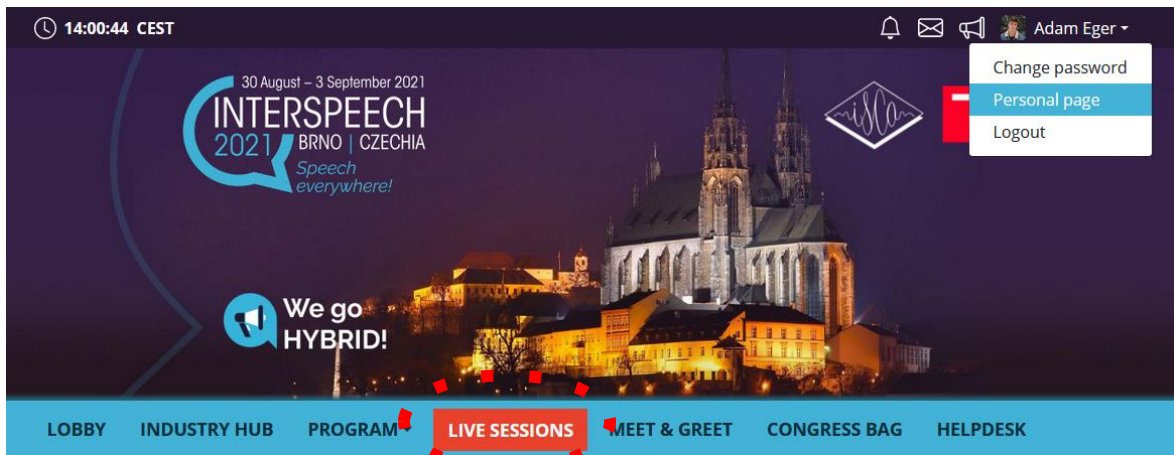 14:00:44 CEST
Adam Eger
Change password
Personal page
Logout
30 August – 3 September 2021
INTERSPEECH
2021 BRNO | CZECHIA
Speech
everywhere!
isca
We go
HYBRID!
LOBBY INDUSTRY HUB PROGRAM LIVE SESSIONS MEET & GREET CONGRESS BAG HELPDESK